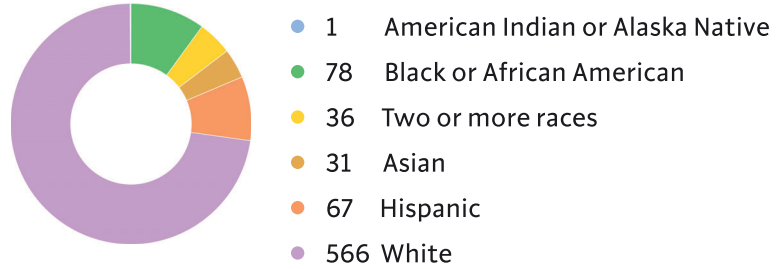 1 American Indian or Alaska Native
78 Black or African American
36 Two or more races
31 Asian
67 Hispanic
566 White